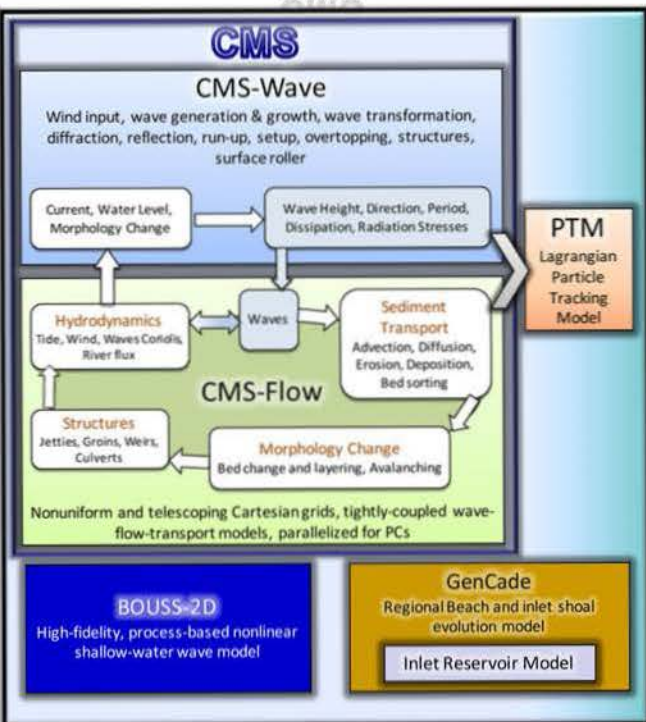 CMS
CMS-Wave
Wind input, wave generation & growth, wave transformation,
diffraction, reflection, run-up, setup, overtopping, structures,
surface roller
Current, Water Level,
Morphology Change
Wave Height, Direction, Period,
Dissipation, Radiation Stresses
PTM
Lagrangian
Particle
Tracking
Model
Hydrodynamics
Tide, Wind, Waves Coriolis,
River flux
Waves
Sediment
Transport
Advection, Diffusion,
Erosion, Deposition,
Bed sorting
CMS-Flow
Structures
Jetties, Groins, Weirs,
Culverts
Morphology Change
Bed change and layering, Avalanching
Nonuniform and telescoping Cartesian grids, tightly-coupled wave-
flow-transport models, parallelized for PCs
BOUSS-2D
High-fidelity, process-based nonlinear
shallow-water wave model
GenCade
Regional Beach and inlet shoal
evolution model
Inlet Reservoir Model